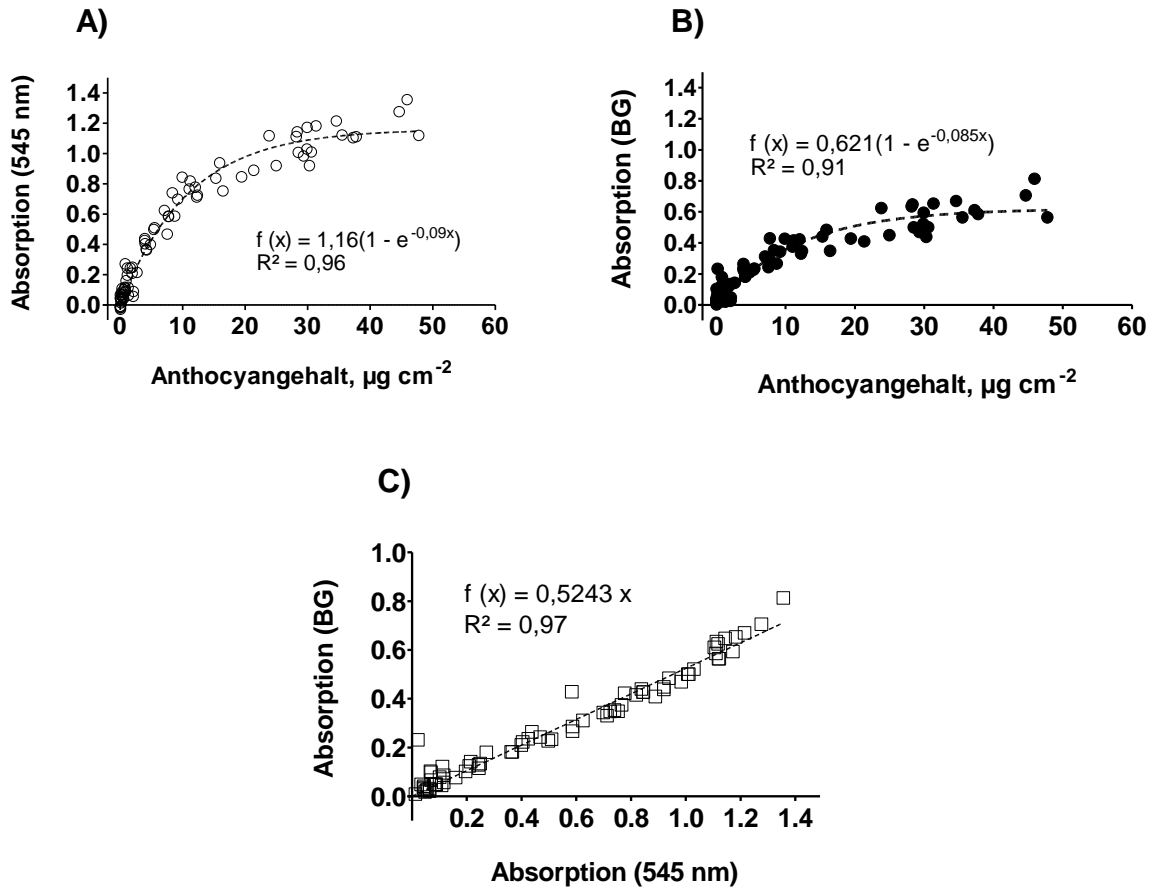 A)
Absorption (545 nm)
1.4
1.2
1.0
0.8
0.6
0.4
0.2
0.0
f (x) = 1,16(1 - e^-0,09x)
R² = 0,96
0 10 20 30 40 50 60
Anthocyangehalt, µg cm^-2
B)
Absorption (BG)
1.4
1.2
1.0
0.8
0.6
0.4
0.2
0.0
f (x) = 0,621(1 - e^-0,085x)
R² = 0,91
0 10 20 30 40 50 60
Anthocyangehalt, µg cm^-2
C)
Absorption (BG)
1.0
0.8
0.6
0.4
0.2
0.0
f (x) = 0,5243 x
R² = 0,97
0.2 0.4 0.6 0.8 1.0 1.2 1.4
Absorption (545 nm)